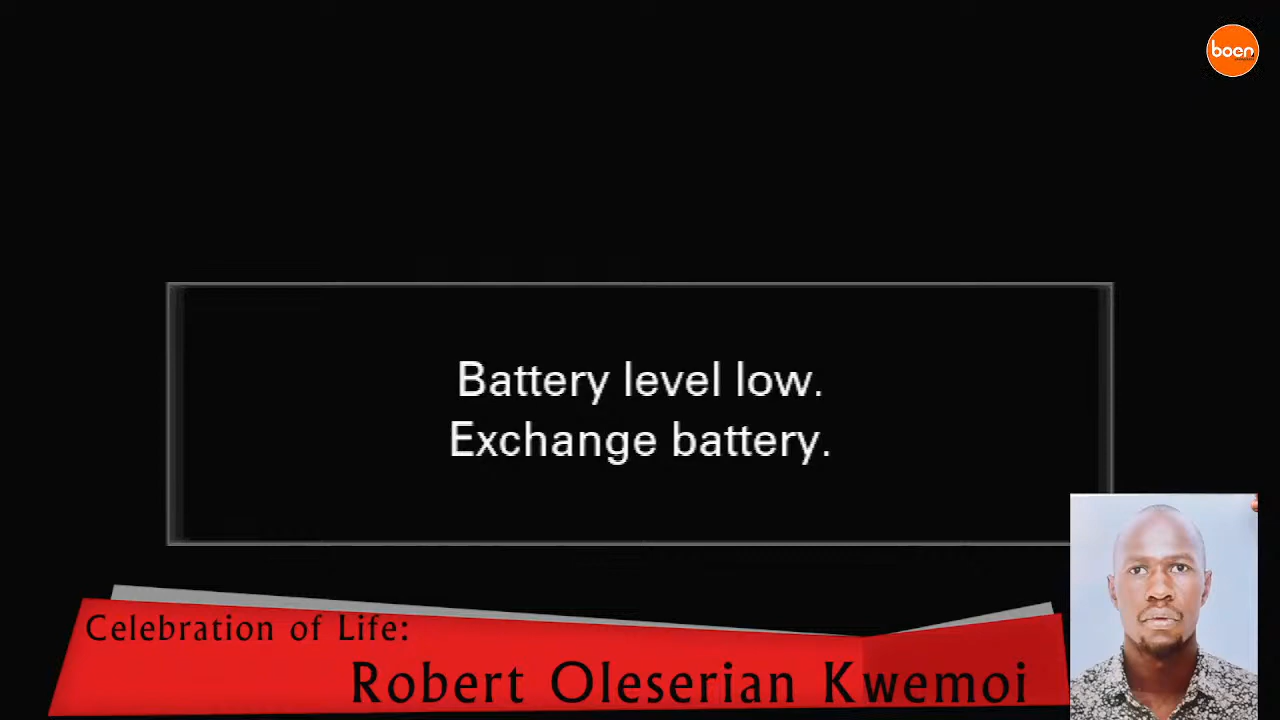 boen
Battery level low.
Exchange battery.
Celebration of Life:
Robert Oleserian Kwemoi